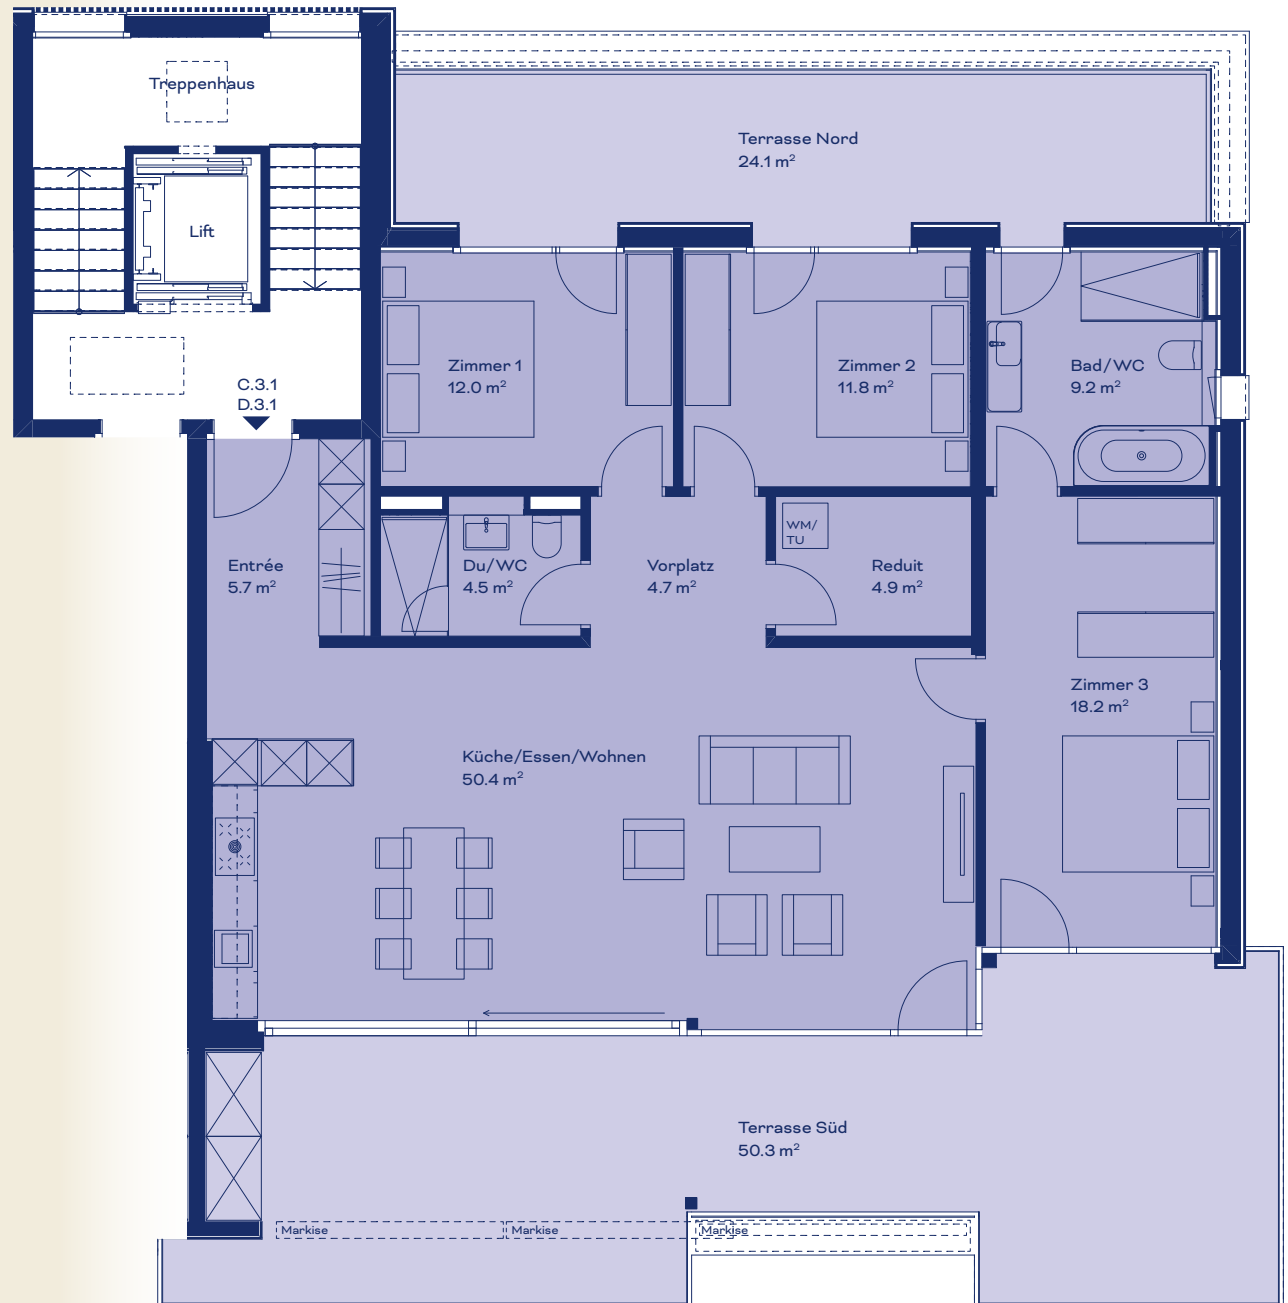 Treppenhaus
Terrasse Nord
24.1 m²
Lift
Zimmer 1
12.0 m²
Zimmer 2
11.8 m²
Bad/WC
9.2 m²
C.3.1
D.3.1
WM/
TU
Entrée
5.7 m²
Du/WC
4.5 m²
Vorplatz
4.7 m²
Reduit
4.9 m²
Zimmer 3
18.2 m²
Küche/Essen/Wohnen
50.4 m²
Terrasse Süd
50.3 m²
Markise
Markise
Markise